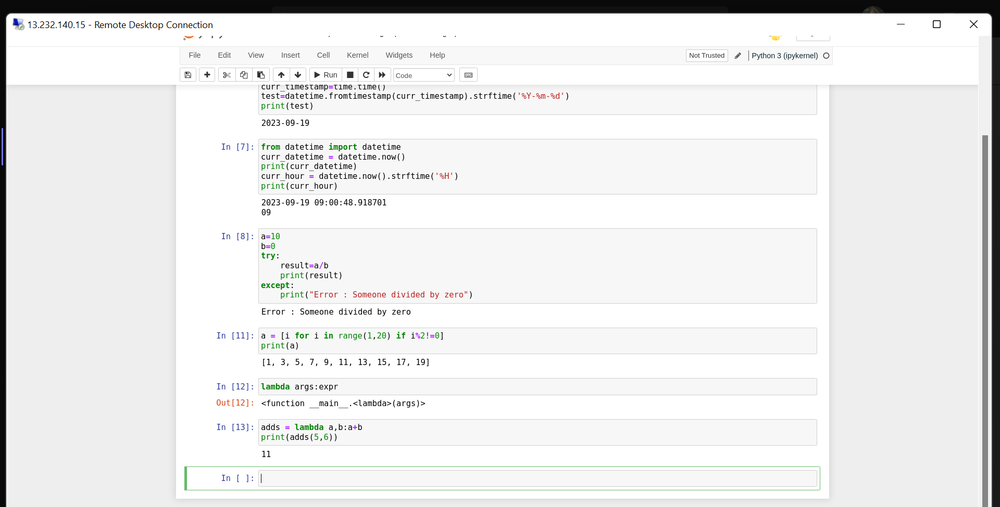 13.232.140.15 - Remote Desktop Connection
File Edit View Insert Cell Kernel Widgets Help
Not Trusted Python 3 (ipykernel)
Run Code
curr_timestamp=time.time()
test=datetime.fromtimestamp(curr_timestamp).strftime('%Y-%m-%d')
print(test)
2023-09-19
In [7]: from datetime import datetime
curr_datetime = datetime.now()
print(curr_datetime)
curr_hour = datetime.now().strftime('%H')
print(curr_hour)
2023-09-19 09:00:48.918701
09
In [8]: a=10
b=0
try:
    result=a/b
    print(result)
except:
    print("Error : Someone divided by zero")
Error : Someone divided by zero
In [11]: a = [i for i in range(1,20) if i%2!=0]
print(a)
[1, 3, 5, 7, 9, 11, 13, 15, 17, 19]
In [12]: lambda args:expr
Out[12]: <function __main__.<lambda>(args)>
In [13]: adds = lambda a,b:a+b
print(adds(5,6))
11
In [ ]: